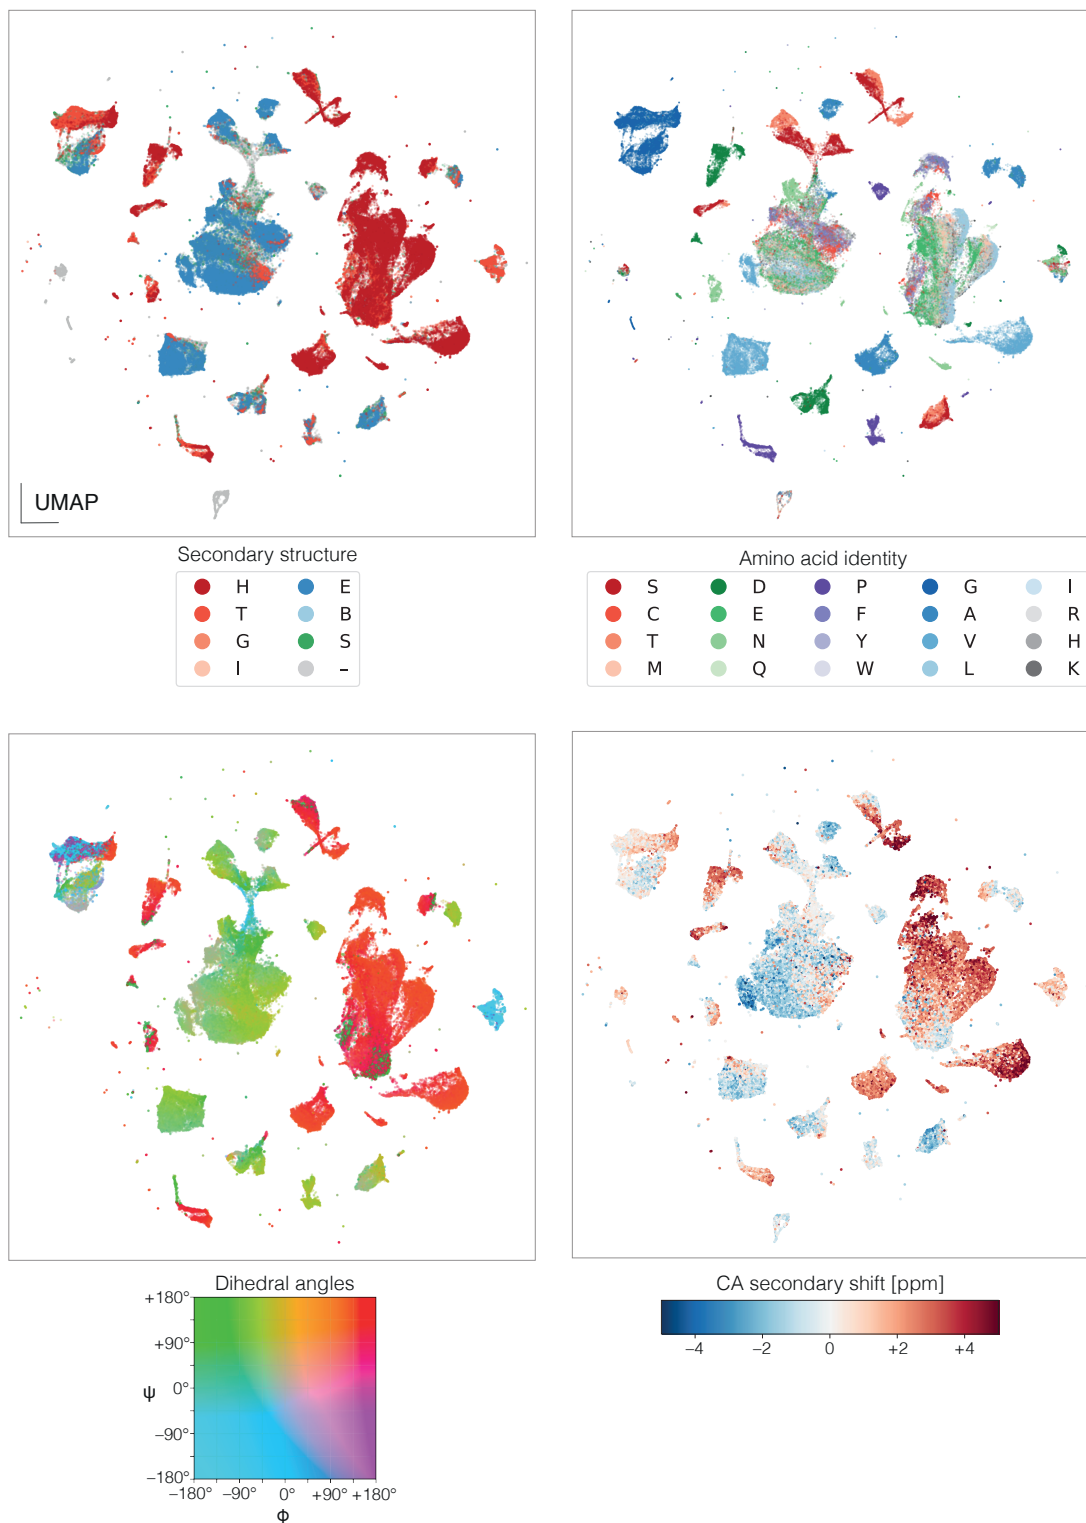 UMAP
Secondary structure
H E
T B
G S
I –
Amino acid identity
S D P G I
C E F A R
T N Y V H
M Q W L K
Dihedral angles
+180°
+90°
ψ 0°
−90°
−180°
−180° −90° 0° +90° +180°
Φ
CA secondary shift [ppm]
−4 −2 0 +2 +4